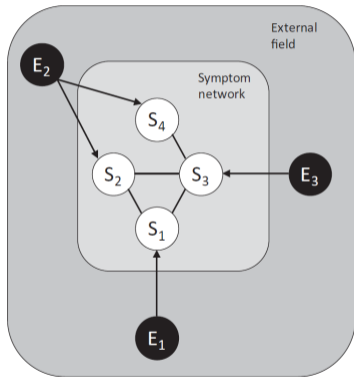 External
field
E2
Symptom
network
S4
S2
S3
E3
S1
E1